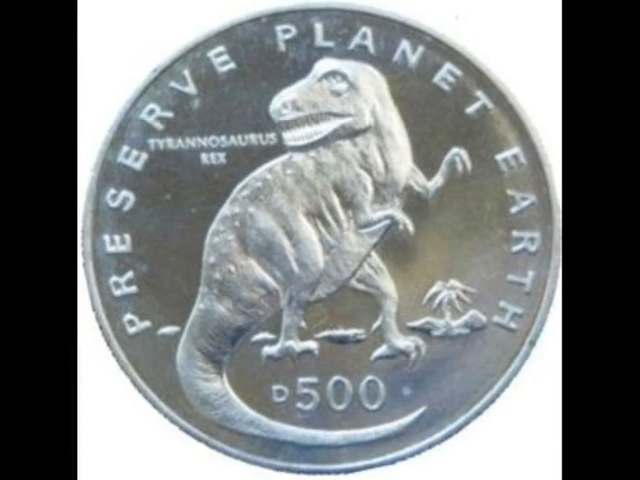 PRESERVE PLANET EARTH
TYRANNOSAURUS
REX
D500